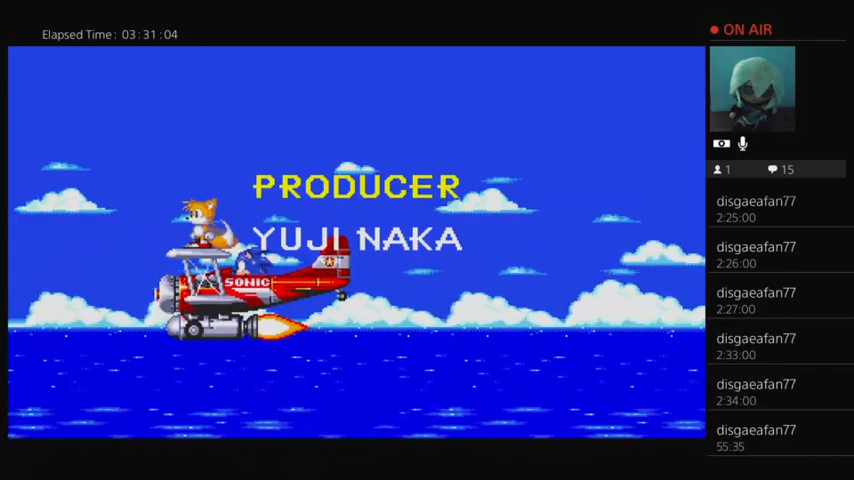 Elapsed Time: 03:31:04
ON AIR
PRODUCER
YUJI NAKA
SONIC
1
15
disgaeafan77
2:25:00
disgaeafan77
2:26:00
disgaeafan77
2:27:00
disgaeafan77
2:33:00
disgaeafan77
2:34:00
disgaeafan77
55:35